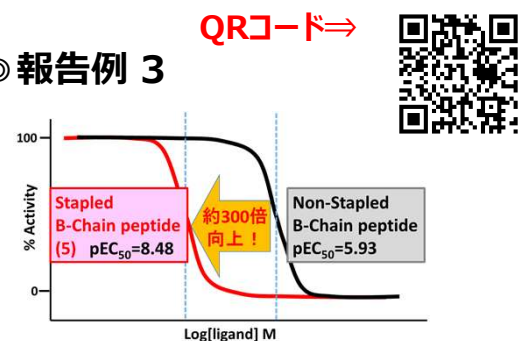 QRコード⇒
◎報告例 3
100
% Activity
0
Stapled
B-Chain peptide
(5) pEC50=8.48
約300倍
向上！
Non-Stapled
B-Chain peptide
pEC50=5.93
Log[ligand] M